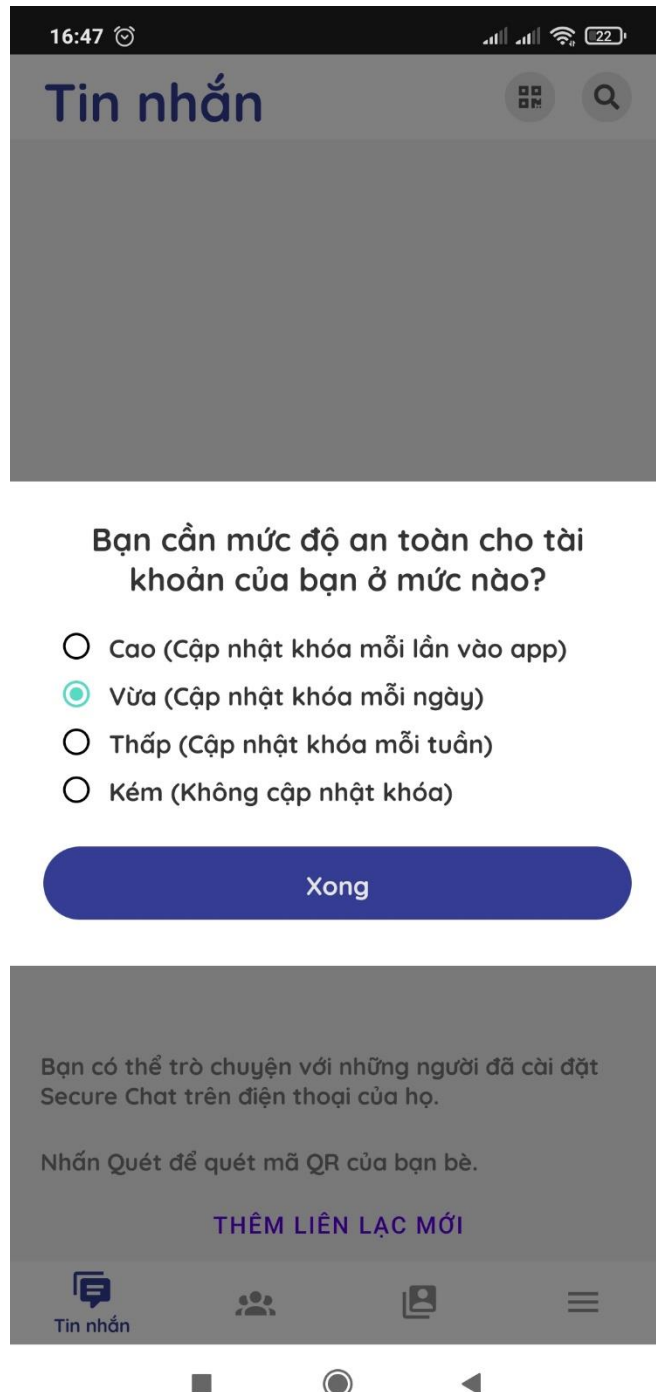 16:47
22
Tin nhắn
Bạn cần mức độ an toàn cho tài
khoản của bạn ở mức nào?
Cao (Cập nhật khóa mỗi lần vào app)
Vừa (Cập nhật khóa mỗi ngày)
Thấp (Cập nhật khóa mỗi tuần)
Kém (Không cập nhật khóa)
Xong
Bạn có thể trò chuyện với những người đã cài đặt
Secure Chat trên điện thoại của họ.
Nhấn Quét để quét mã QR của bạn bè.
THÊM LIÊN LẠC MỚI
Tin nhắn